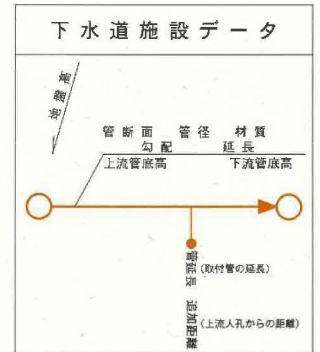 下水道施設データ
地盤高
管断面 管径 材質
勾配 延長
上流管底高 下流管底高
管延長 (取付管の延長)
追加距離 (上流人孔からの距離)